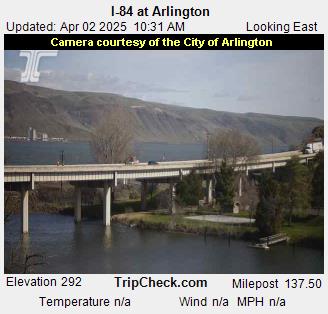 I-84 at Arlington
Updated: Apr 02 2025 10:31 AM Looking East
Camera courtesy of the City of Arlington
Elevation 292 TripCheck.com Milepost 137.50
Temperature n/a Wind n/a MPH n/a